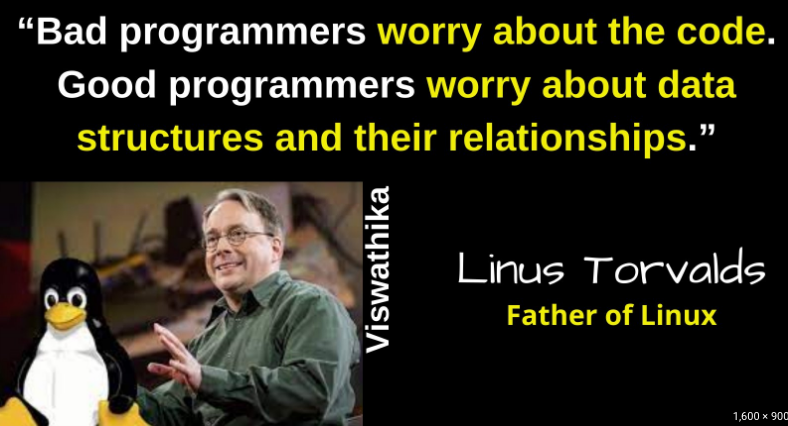 “Bad programmers worry about the code.
Good programmers worry about data
structures and their relationships.”
Viswathika
Linus Torvalds
Father of Linux
1,600 × 900